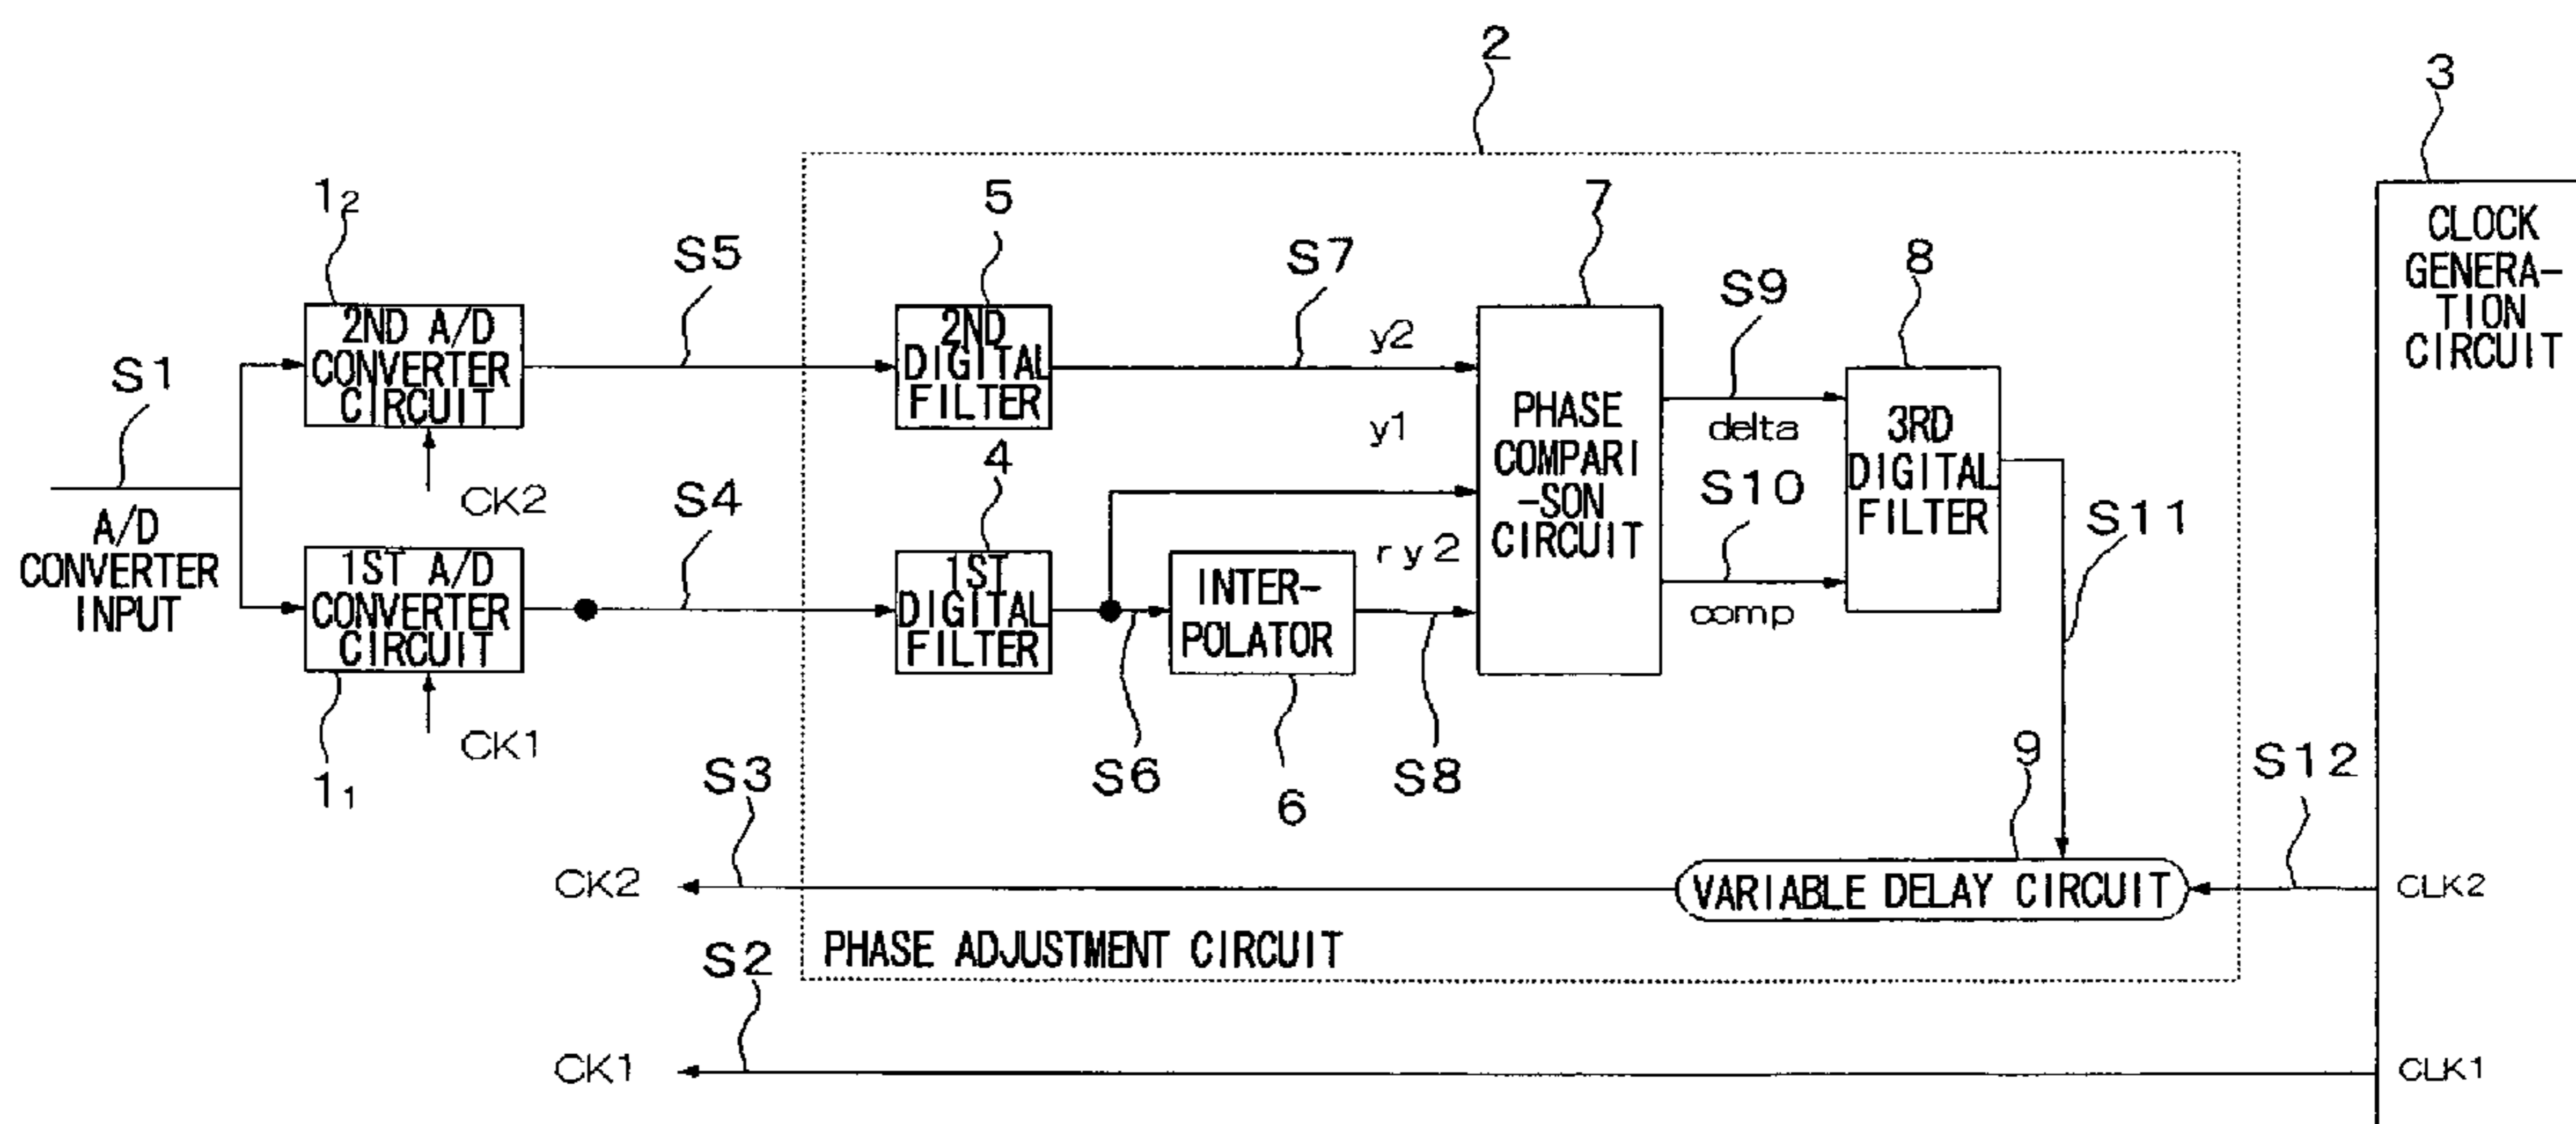 2
3
1₂
5
7
8
CLOCK
GENERA-
TION
CIRCUIT
S5
S7
S9
S1
2ND A/D
CONVERTER
CIRCUIT
2ND
DIGITAL
FILTER
y2
y1
delta
PHASE
COMPARI
-SON
CIRCUIT
3RD
DIGITAL
FILTER
CK2
4
S4
S10
S11
A/D
CONVERTER
INPUT
1ST A/D
CONVERTER
CIRCUIT
1ST
DIGITAL
FILTER
INTER-
POLATOR
ry2
comp
CK1
1₁
S3
S6
6
S8
9
S12
CK2
VARIABLE DELAY CIRCUIT
CLK2
PHASE ADJUSTMENT CIRCUIT
S2
CK1
CLK1